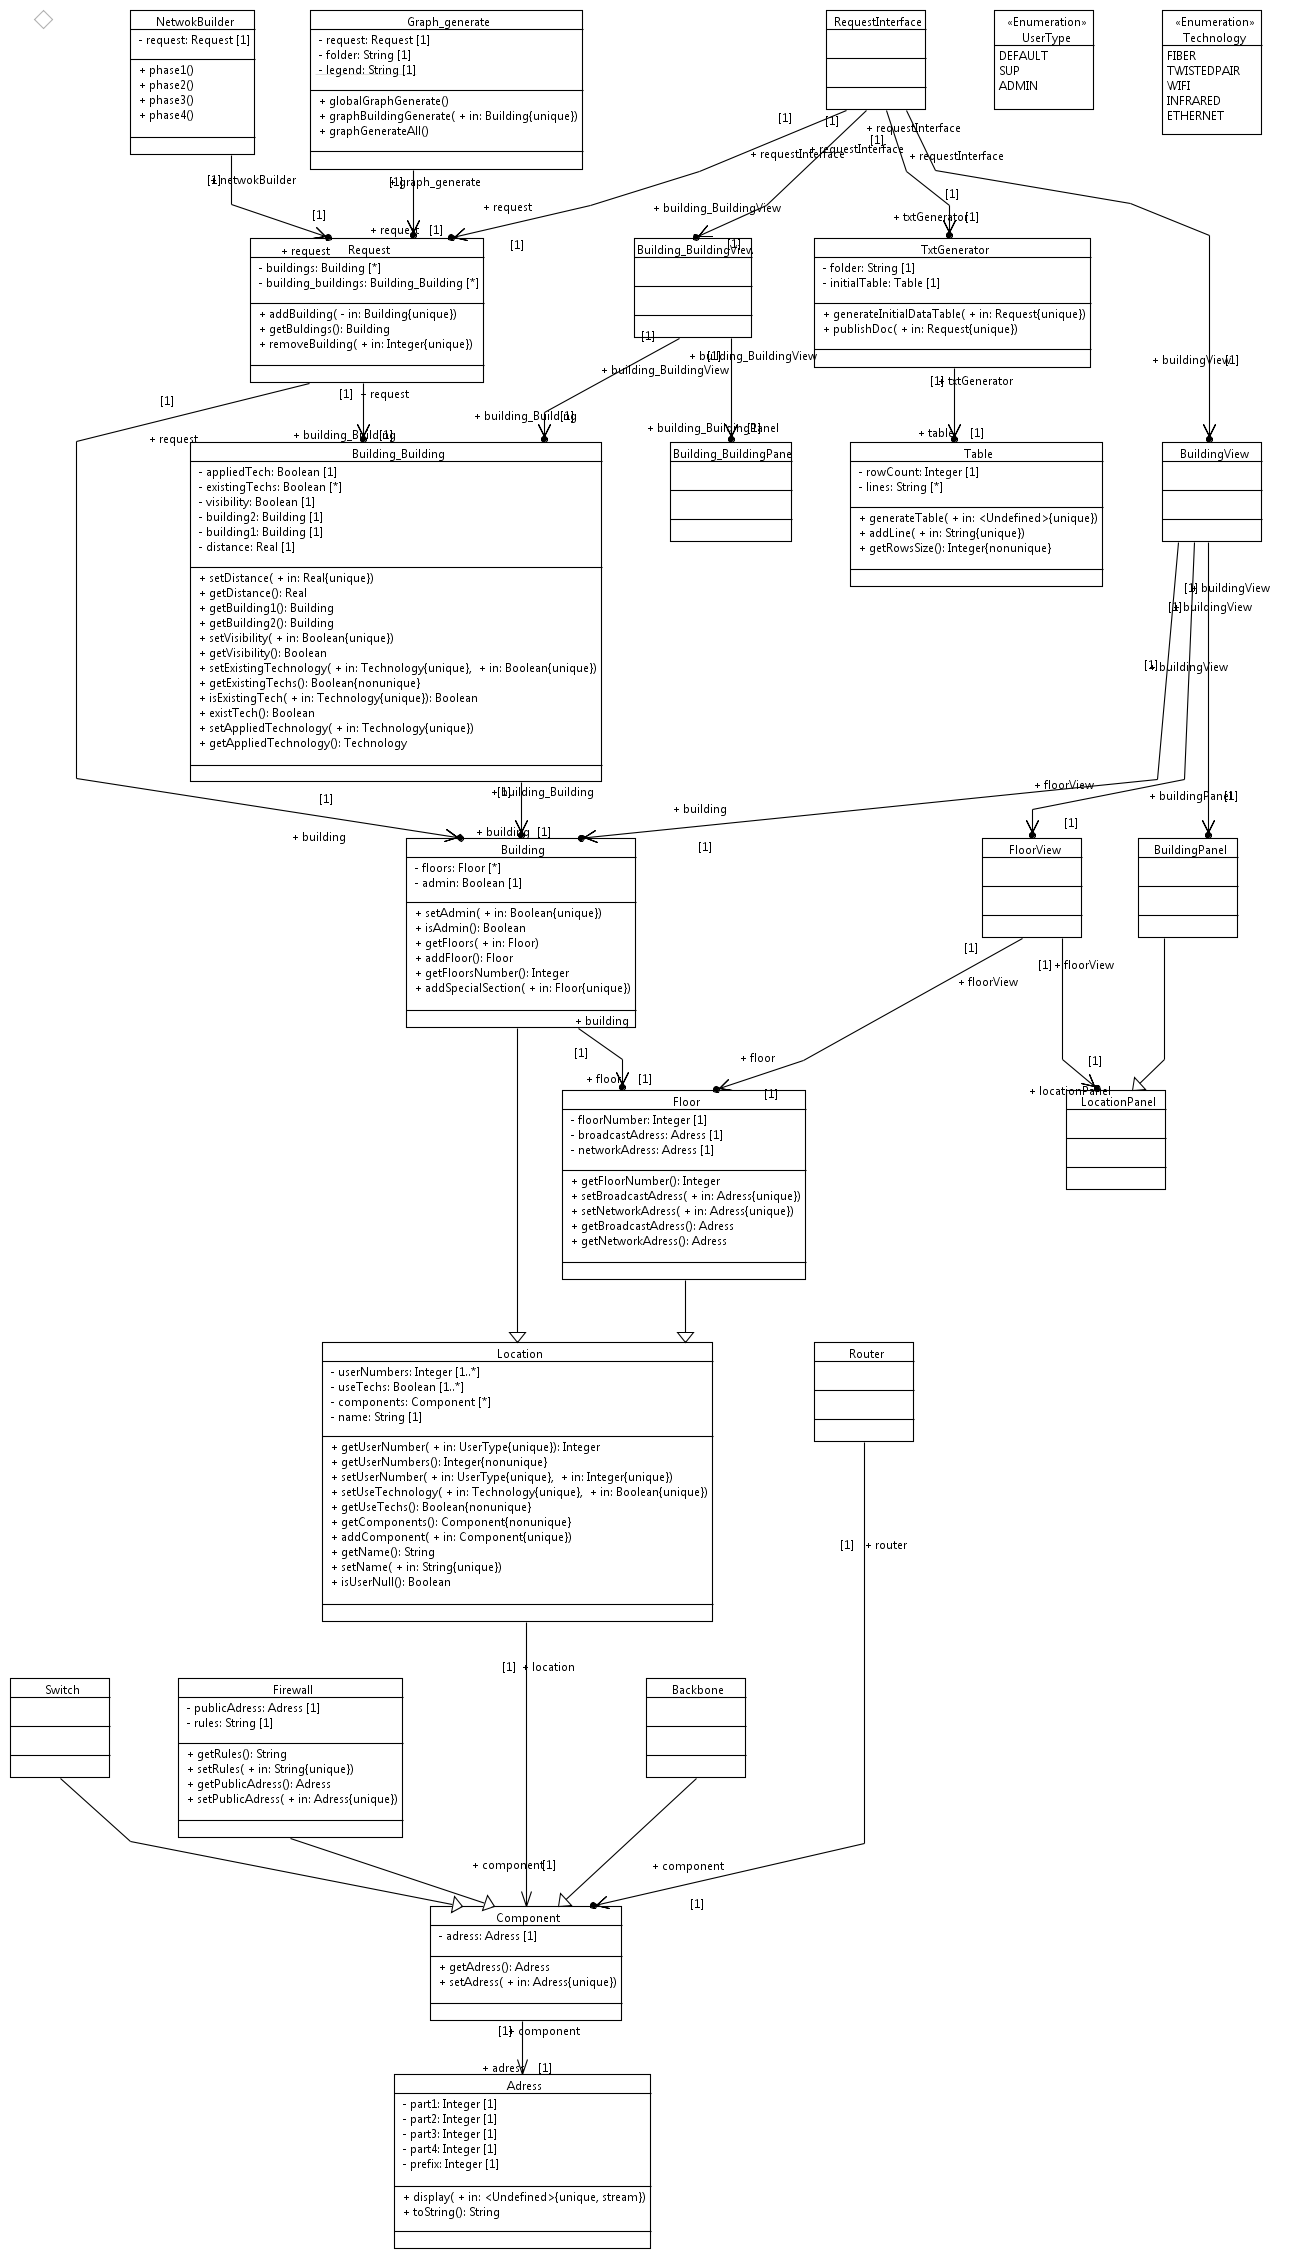 NetwokBuilder
- request: Request [1]
+ phase1()
+ phase2()
+ phase3()
+ phase4()
Graph_generate
- request: Request [1]
- folder: String [1]
- legend: String [1]
+ globalGraphGenerate()
+ graphBuildingGenerate( + in: Building{unique})
+ graphGenerateAll()
RequestInterface
«Enumeration»
UserType
DEFAULT
SUP
ADMIN
«Enumeration»
Technology
FIBER
TWISTEDPAIR
WIFI
INFRARED
ETHERNET
[1]
[1]
+ requestInterface
[1]
+ requestInterface
+ requestInterface
+ requestInterface
[1]
+ netwokBuilder
[1]
+ graph_generate
[1]
+ request
+ building_BuildingView
[1]
+ txtGenerator
[1]
[1]
+ request
[1]
[1]
[1]
+ request
Request
- buildings: Building [*]
- building_buildings: Building_Building [*]
+ addBuilding( - in: Building{unique})
+ getBuldings(): Building
+ removeBuilding( + in: Integer{unique})
Building_BuildingView
TxtGenerator
- folder: String [1]
- initialTable: Table [1]
+ generateInitialDataTable( + in: Request{unique})
+ publishDoc( + in: Request{unique})
[1]
+ building_BuildingView
[1]
+ building_BuildingView
+ buildingView
[1]
[1]
+ txtGenerator
[1]
[1]
+ request
+ request
+ building_Building
[1]
+ building_Building
[1]
+ building_BuildingPanel
[1]
+ table
[1]
Building_Building
- appliedTech: Boolean [1]
- existingTechs: Boolean [*]
- visibility: Boolean [1]
- building2: Building [1]
- building1: Building [1]
- distance: Real [1]
+ setDistance( + in: Real{unique})
+ getDistance(): Real
+ getBuilding1(): Building
+ getBuilding2(): Building
+ setVisibility( + in: Boolean{unique})
+ getVisibility(): Boolean
+ setExistingTechnology( + in: Technology{unique},  + in: Boolean{unique})
+ getExistingTechs(): Boolean{nonunique}
+ isExistingTech( + in: Technology{unique}): Boolean
+ existTech(): Boolean
+ setAppliedTechnology( + in: Technology{unique})
+ getAppliedTechnology(): Technology
Building_BuildingPane
Table
- rowCount: Integer [1]
- lines: String [*]
+ generateTable( + in: <Undefined>{unique})
+ addLine( + in: String{unique})
+ getRowsSize(): Integer{nonunique}
BuildingView
[1]
+ buildingView
[1]
+ buildingView
[1]
+ buildingView
[1]
+ building_Building
+ floorView
+ buildingPanel
[1]
[1]
+ building
+ building
+ building
[1]
[1]
[1]
Building
- floors: Floor [*]
- admin: Boolean [1]
+ setAdmin( + in: Boolean{unique})
+ isAdmin(): Boolean
+ getFloors( + in: Floor)
+ addFloor(): Floor
+ getFloorsNumber(): Integer
+ addSpecialSection( + in: Floor{unique})
FloorView
BuildingPanel
[1]
+ floorView
[1]
+ floorView
+ building
[1]
+ floor
[1]
+ floor
[1]
[1]
+ locationPanel
LocationPanel
Floor
- floorNumber: Integer [1]
- broadcastAdress: Adress [1]
- networkAdress: Adress [1]
+ getFloorNumber(): Integer
+ setBroadcastAdress( + in: Adress{unique})
+ setNetworkAdress( + in: Adress{unique})
+ getBroadcastAdress(): Adress
+ getNetworkAdress(): Adress
Location
- userNumbers: Integer [1..*]
- useTechs: Boolean [1..*]
- components: Component [*]
- name: String [1]
+ getUserNumber( + in: UserType{unique}): Integer
+ getUserNumbers(): Integer{nonunique}
+ setUserNumber( + in: UserType{unique},  + in: Integer{unique})
+ setUseTechnology( + in: Technology{unique},  + in: Boolean{unique})
+ getUseTechs(): Boolean{nonunique}
+ getComponents(): Component{nonunique}
+ addComponent( + in: Component{unique})
+ getName(): String
+ setName( + in: String{unique})
+ isUserNull(): Boolean
Router
[1]
+ router
[1]
+ location
Switch
Firewall
- publicAdress: Adress [1]
- rules: String [1]
+ getRules(): String
+ setRules( + in: String{unique})
+ getPublicAdress(): Adress
+ setPublicAdress( + in: Adress{unique})
Backbone
+ component
[1]
+ component
[1]
Component
- adress: Adress [1]
+ getAdress(): Adress
+ setAdress( + in: Adress{unique})
[1]
+ component
+ adress
[1]
Adress
- part1: Integer [1]
- part2: Integer [1]
- part3: Integer [1]
- part4: Integer [1]
- prefix: Integer [1]
+ display( + in: <Undefined>{unique, stream})
+ toString(): String